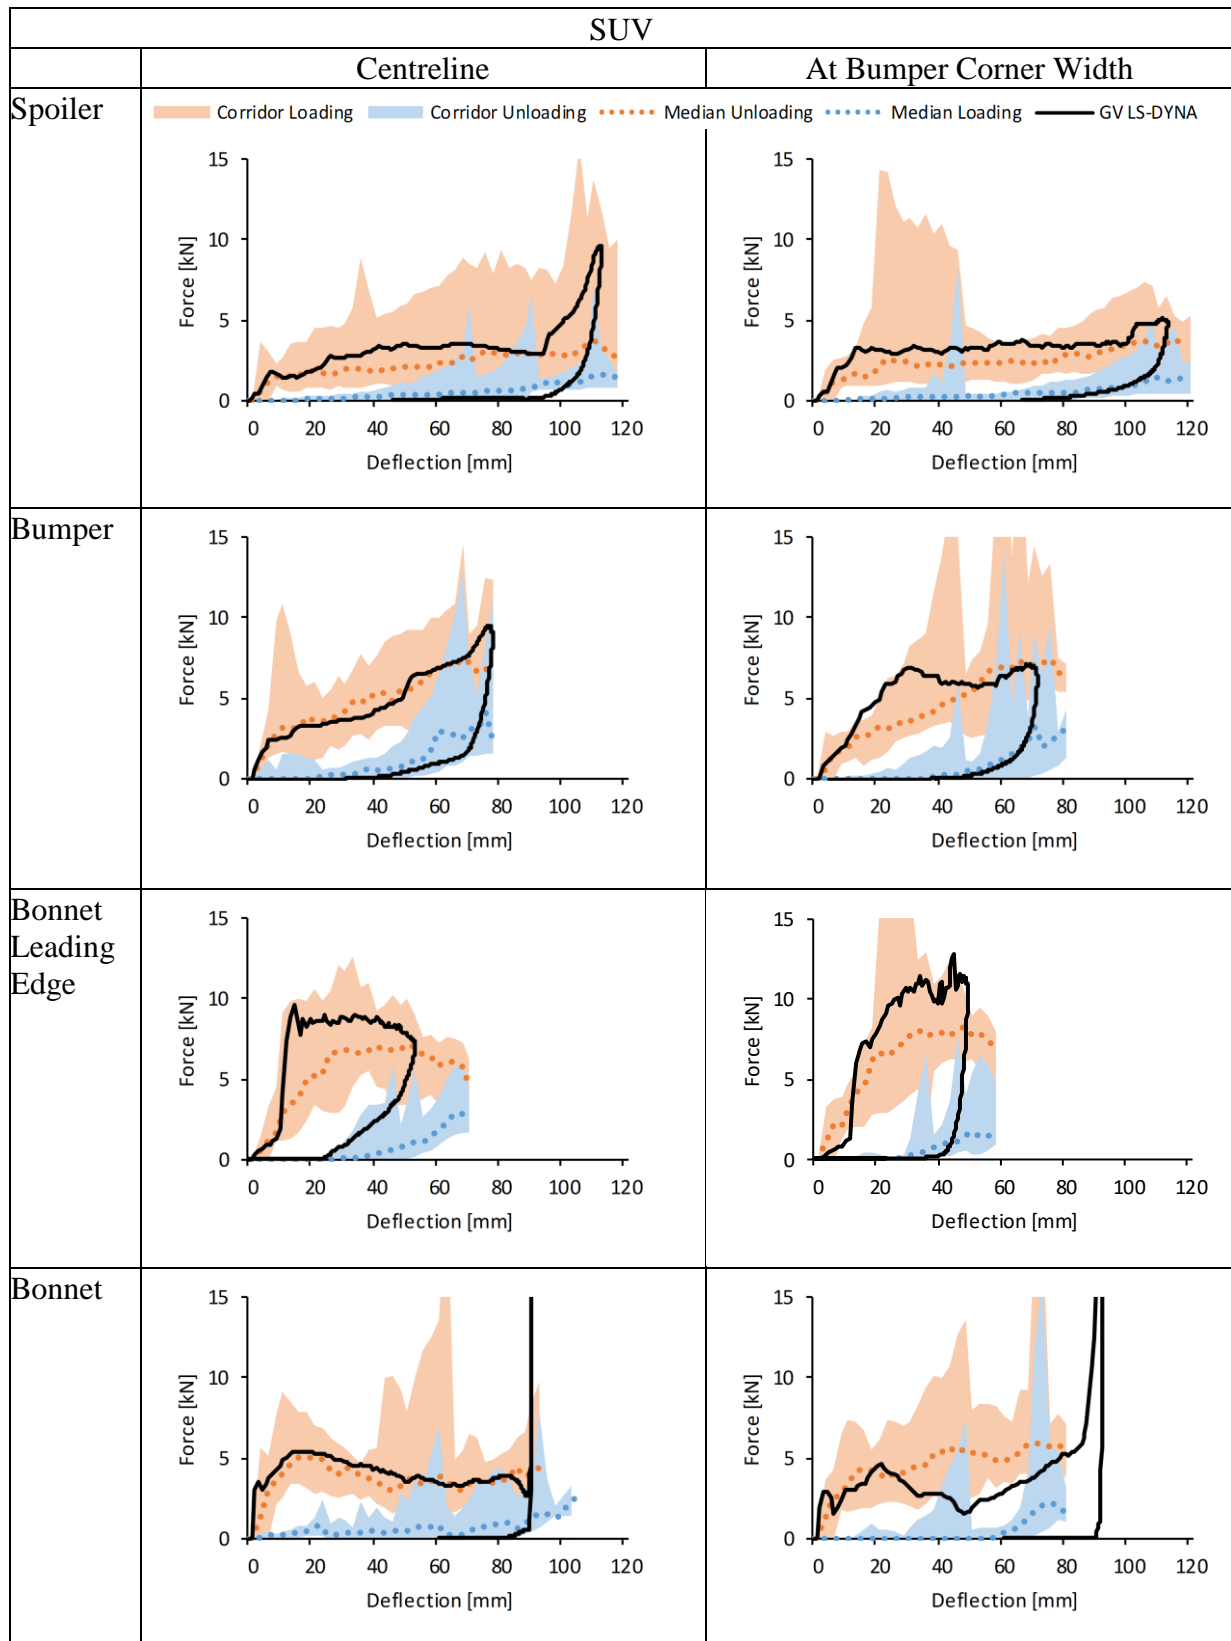 SUV
Centreline At Bumper Corner Width
Spoiler
Corridor Loading Corridor Unloading Median Unloading Median Loading GV LS-DYNA
15
10
5
0
Force [kN]
0 20 40 60 80 100 120
Deflection [mm]
15
10
5
0
Force [kN]
0 20 40 60 80 100 120
Deflection [mm]
Bumper
15
10
5
0
Force [kN]
0 20 40 60 80 100 120
Deflection [mm]
15
10
5
0
Force [kN]
0 20 40 60 80 100 120
Deflection [mm]
Bonnet
Leading
Edge
15
10
5
0
Force [kN]
0 20 40 60 80 100 120
Deflection [mm]
15
10
5
0
Force [kN]
0 20 40 60 80 100 120
Deflection [mm]
Bonnet
15
10
5
0
Force [kN]
0 20 40 60 80 100 120
Deflection [mm]
15
10
5
0
Force [kN]
0 20 40 60 80 100 120
Deflection [mm]